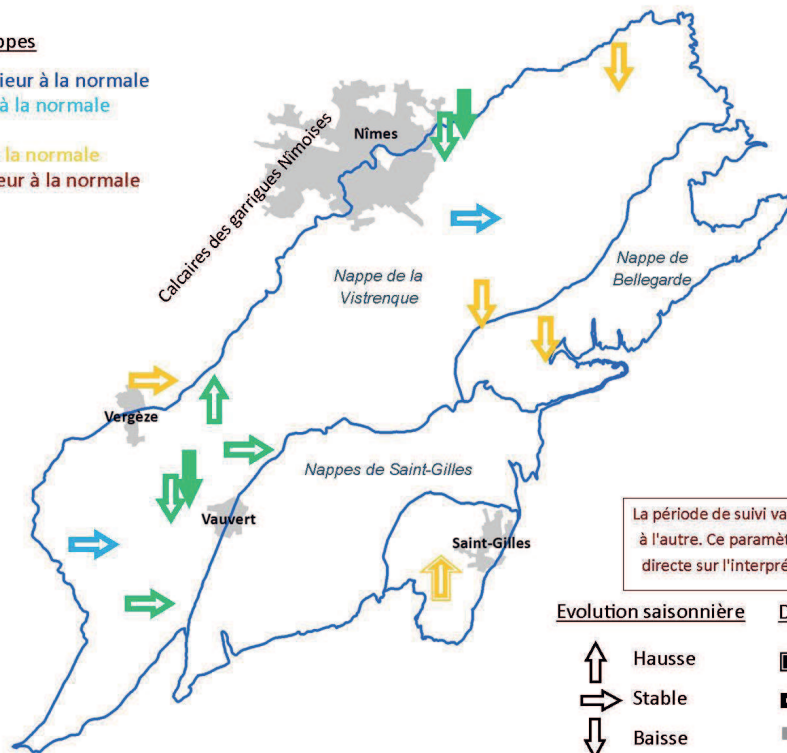 ppes
ieur à la normale
à la normale
la normale
eur à la normale
Nîmes
Calcaires des garrigues Nîmoises
Nappe de la
Vistrenque
Nappe de
Bellegarde
Vergèze
Nappes de Saint-Gilles
Vauvert
Saint-Gilles
La période de suivi va
à l'autre. Ce paramèt
directe sur l'interpré
Evolution saisonnière
D
Hausse
Stable
Baisse